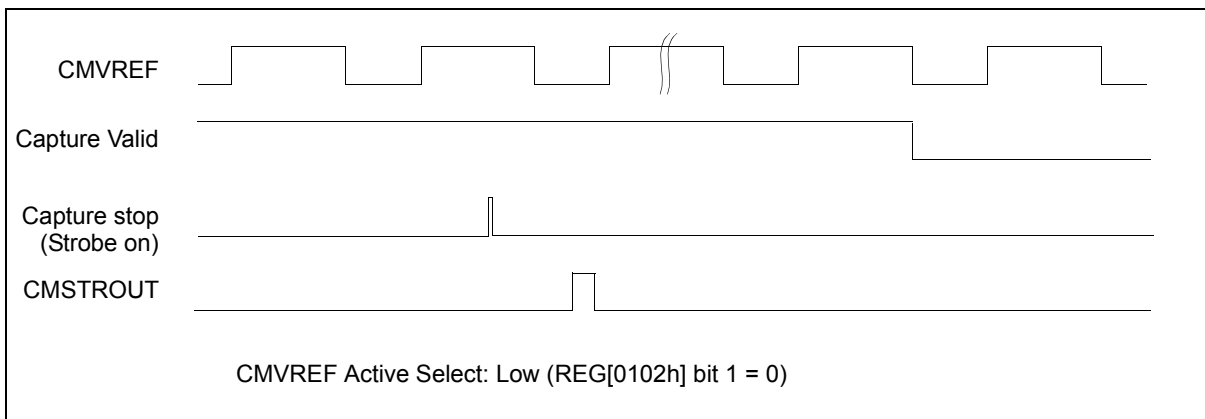 CMVREF
Capture Valid
Capture stop
(Strobe on)
CMSTROUT
CMVREF Active Select: Low (REG[0102h] bit 1 = 0)